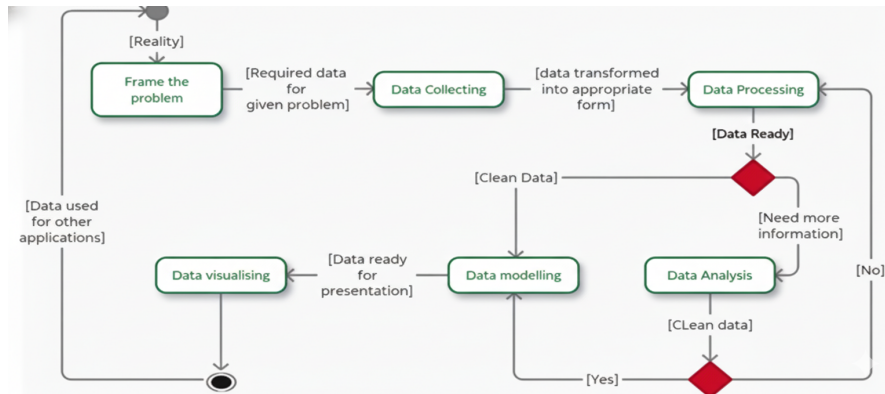 [Reality]
Frame the
problem
[Required data
for
given problem]
Data Collecting
[data transformed
into appropriate
form]
Data Processing
[Data Ready]
[Clean Data]
[Need more
information]
[Data used
for other
applications]
Data visualising
[Data ready
for
presentation]
Data modelling
Data Analysis
[No]
[CLean data]
[Yes]